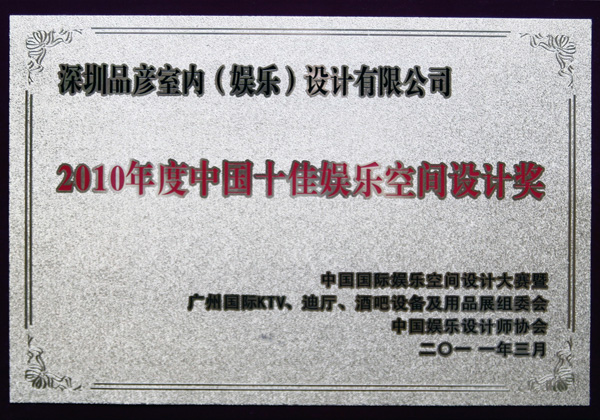 深圳品彦室内（娱乐）设计有限公司
2010年度中国十佳娱乐空间设计奖
中国国际娱乐空间设计大赛暨
广州国际KTV、迪厅、酒吧设备及用品展组委会
中国娱乐设计师协会
二〇一一年三月